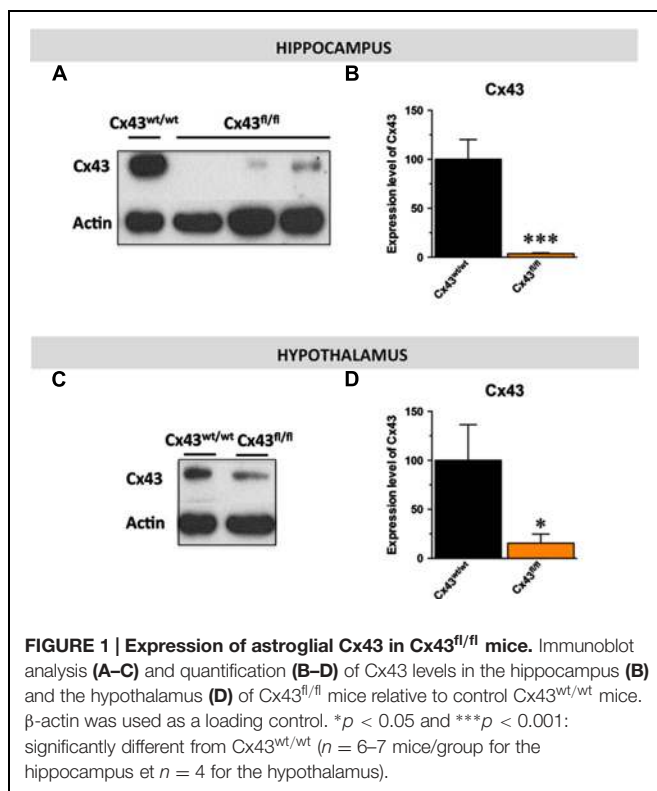 HIPPOCAMPUS
A
B
Cx43wt/wt Cx43fl/fl
Cx43
Actin
Cx43
Expression level of Cx43
150
100
50
0
***
Cx43wt/wt
Cx43fl/fl
HYPOTHALAMUS
C
D
Cx43wt/wt Cx43fl/fl
Cx43
Actin
Cx43
Expression level of Cx43
150
100
50
0
*
Cx43wt/wt
Cx43fl/fl
FIGURE 1 | Expression of astroglial Cx43 in Cx43fl/fl mice. Immunoblot
analysis (A–C) and quantification (B–D) of Cx43 levels in the hippocampus (B)
and the hypothalamus (D) of Cx43fl/fl mice relative to control Cx43wt/wt mice.
β-actin was used as a loading control. *p < 0.05 and ***p < 0.001:
significantly different from Cx43wt/wt (n = 6–7 mice/group for the
hippocampus et n = 4 for the hypothalamus).